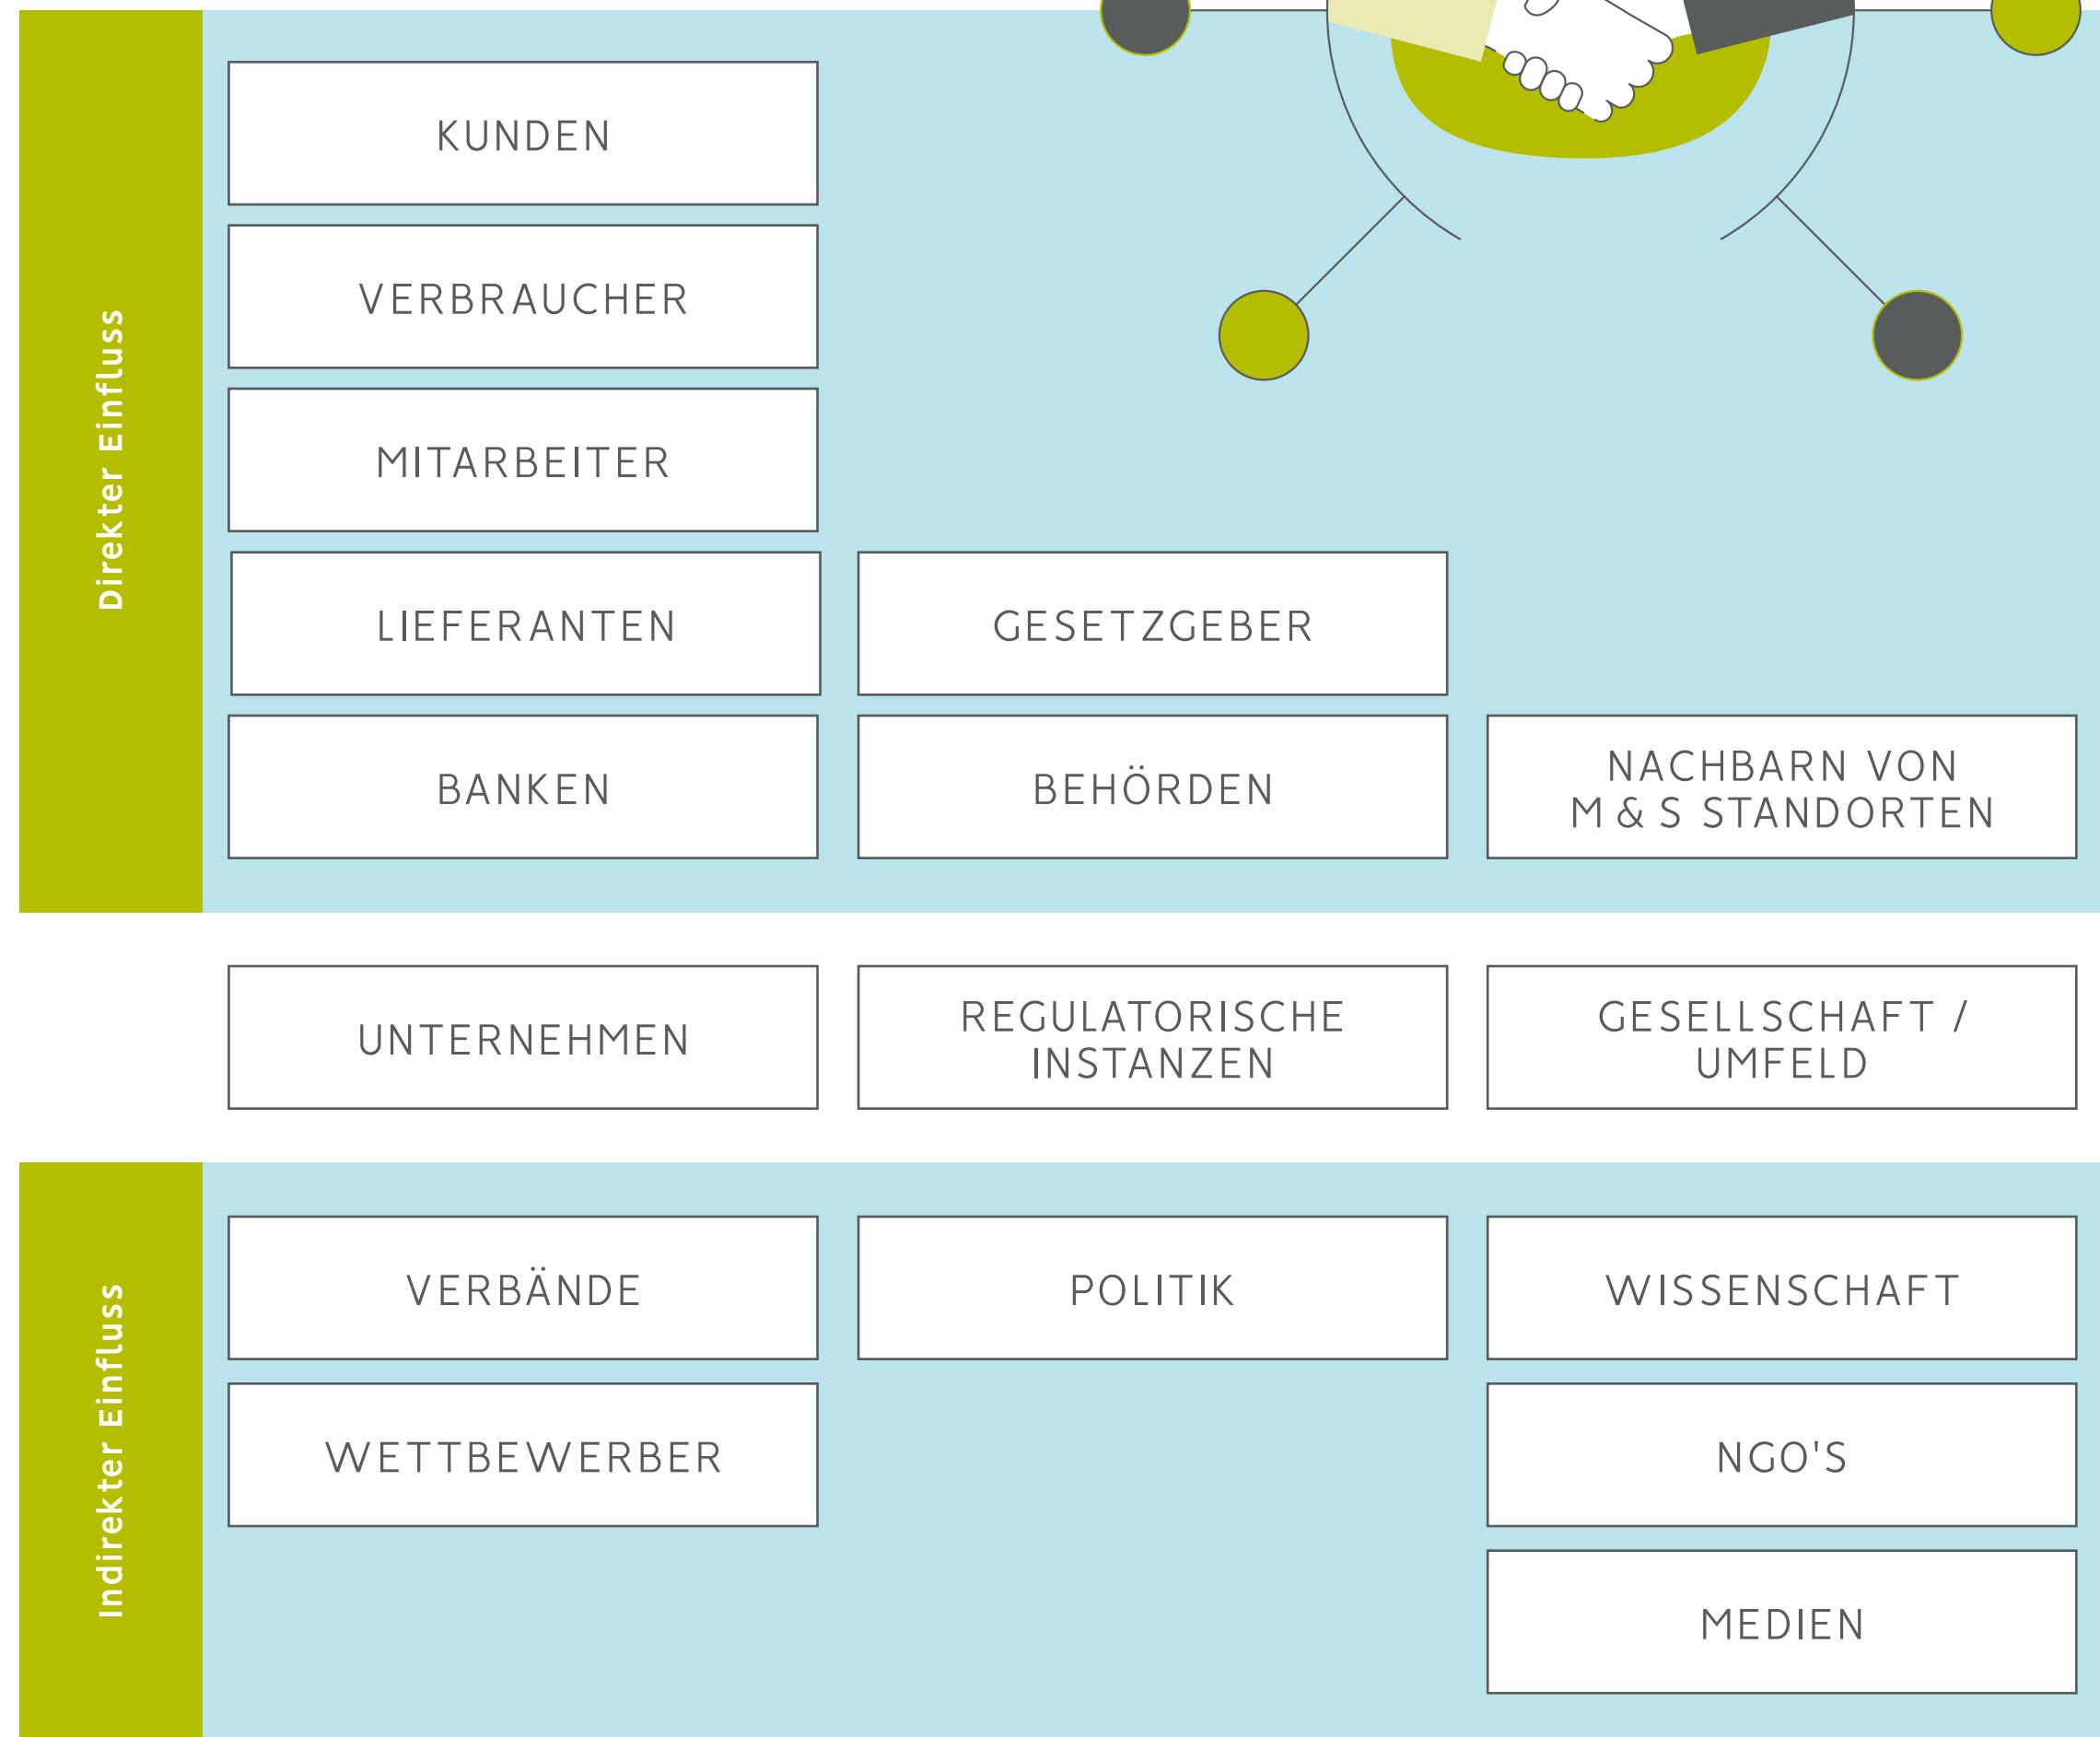 Direkter Einfluss
KUNDEN
VERBRAUCHER
MITARBEITER
LIEFERANTEN
GESETZGEBER
BANKEN
BEHÖRDEN
NACHBARN VON
M & S STANDORTEN
UNTERNEHMEN
REGULATORISCHE
INSTANZEN
GESELLSCHAFT /
UMFELD
Indirekter Einfluss
VERBÄNDE
POLITIK
WISSENSCHAFT
WETTBEWERBER
NGO'S
MEDIEN